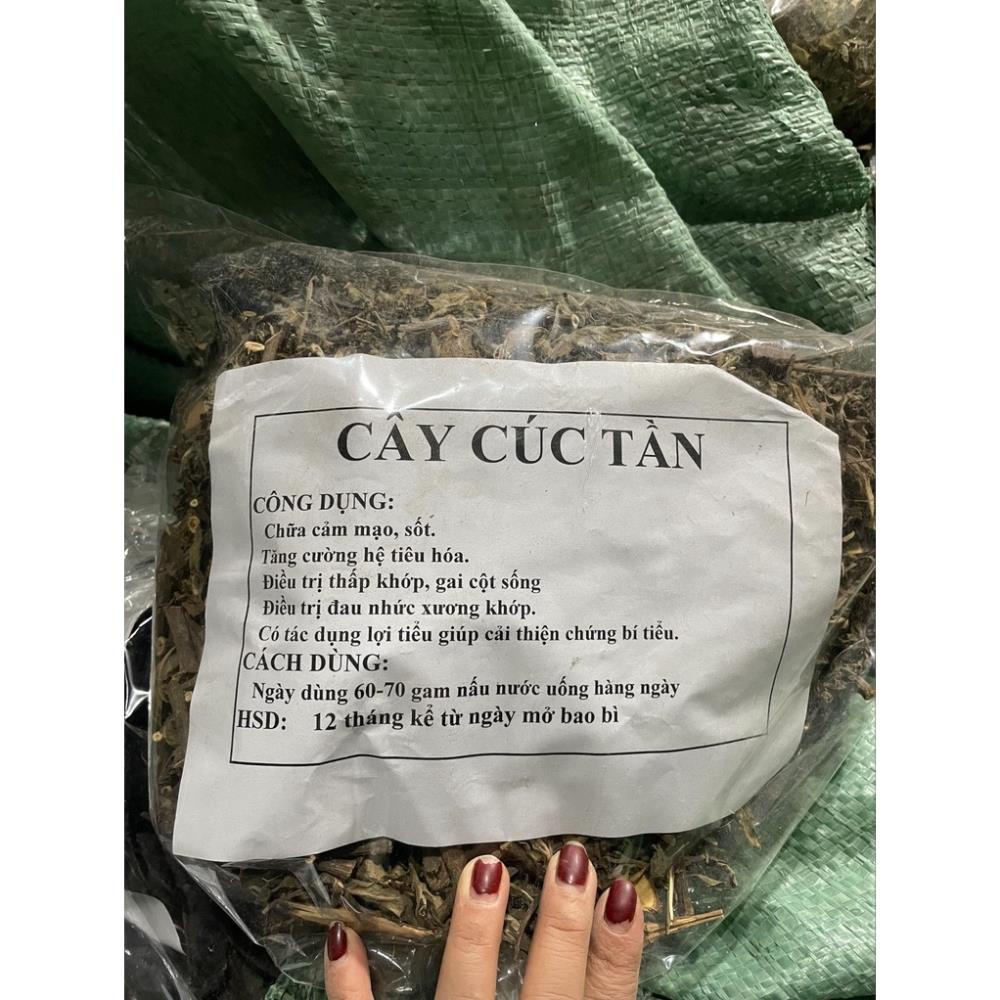 CÂY CÚC TẦN
CÔNG DỤNG:
Chữa cảm mạo, sốt.
Tăng cường hệ tiêu hóa.
Điều trị thấp khớp, gai cột sống
Điều trị đau nhức xương khớp.
Có tác dụng lợi tiểu giúp cải thiện chứng bí tiểu.
CÁCH DÙNG:
Ngày dùng 60-70 gam nấu nước uống hàng ngày
HSD: 12 tháng kể từ ngày mở bao bì